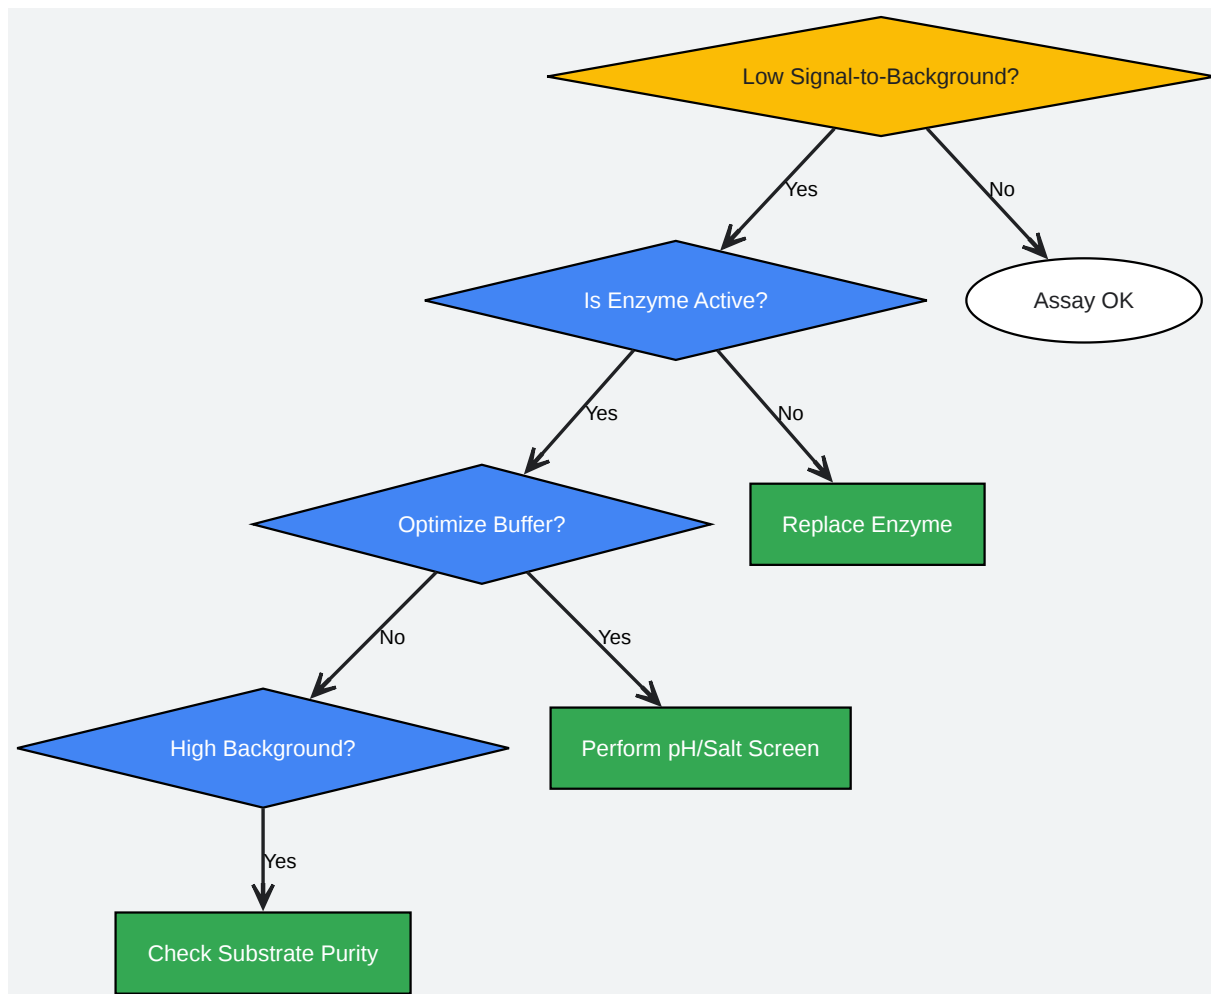 Low Signal-to-Background?
Yes
No
Is Enzyme Active?
Assay OK
Yes
No
Optimize Buffer?
Replace Enzyme
No
Yes
High Background?
Perform pH/Salt Screen
Yes
Check Substrate Purity